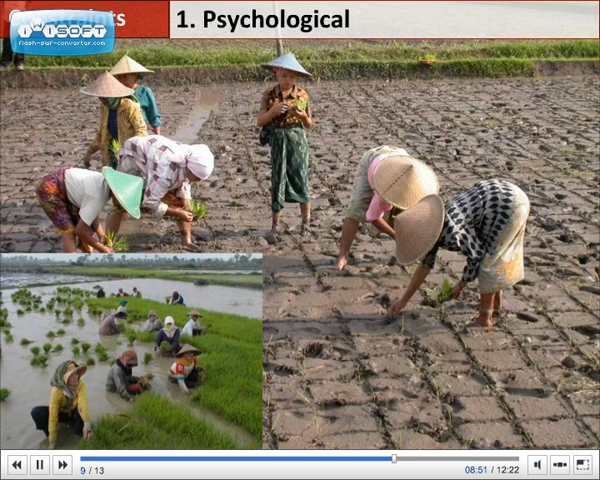 1. Psychological
iWiSOFT
flash-swf-converter.com
9 / 13
08:51 / 12:22